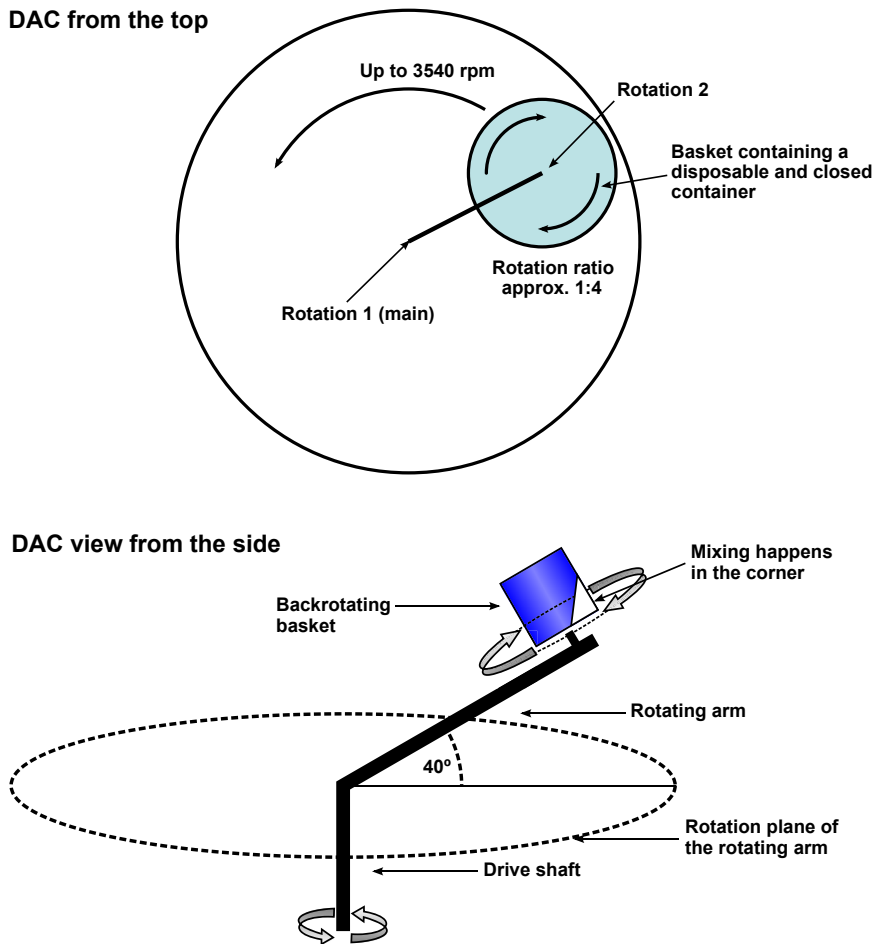 DAC from the top
Up to 3540 rpm
Rotation 2
Basket containing a
disposable and closed
container
Rotation ratio
approx. 1:4
Rotation 1 (main)
DAC view from the side
Mixing happens
in the corner
Backrotating
basket
Rotating arm
40º
Rotation plane of
the rotating arm
Drive shaft